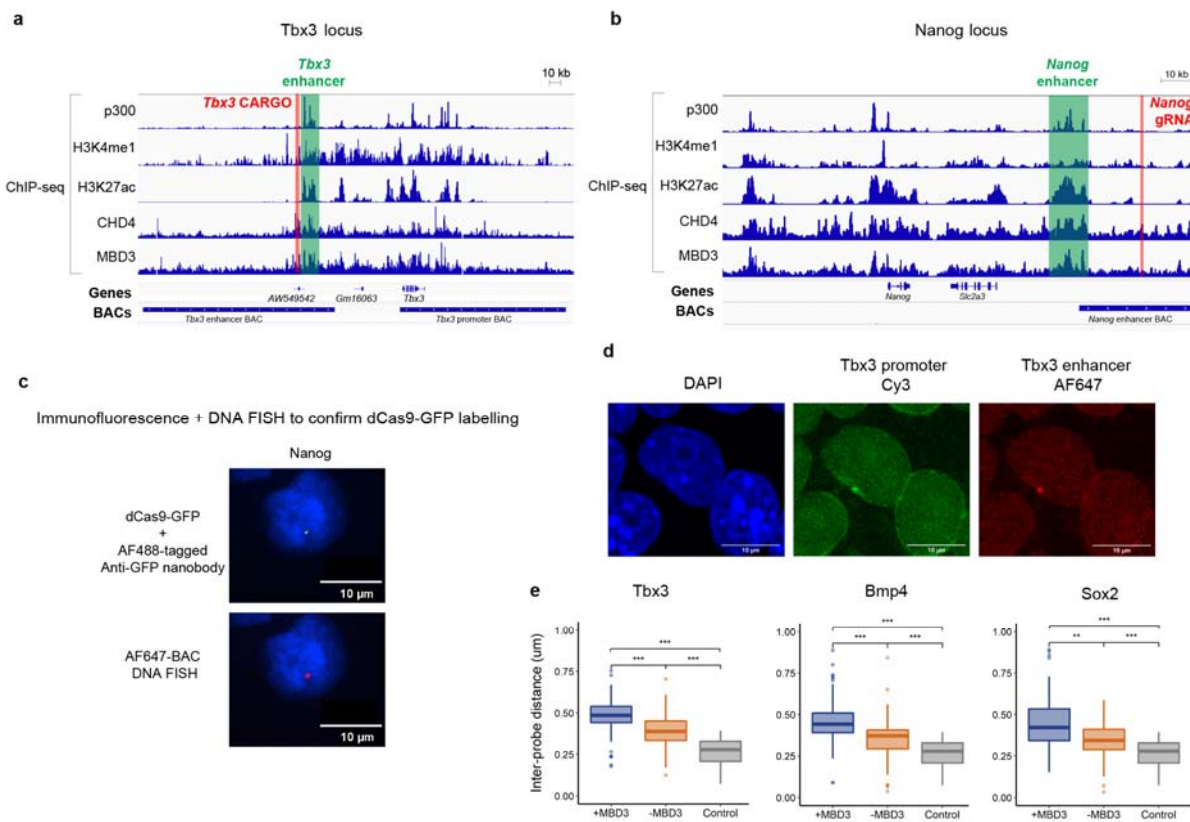 a
Tbx3 locus
Tbx3
enhancer
10 kb
Tbx3 CARGO
p300
H3K4me1
ChIP-seq
H3K27ac
CHD4
MBD3
Genes
AW549542 Gm16063 Tbx3
BACs
Tbx3 enhancer BAC Tbx3 promoter BAC
b
Nanog locus
Nanog
enhancer
10 kb
Nanog
gRNA
p300
H3K4me1
ChIP-seq
H3K27ac
CHD4
MBD3
Genes
Nanog Slc2a3
BACs
Nanog enhancer BAC
c
Immunofluorescence + DNA FISH to confirm dCas9-GFP labelling
Nanog
dCas9-GFP
+
AF488-tagged
Anti-GFP nanobody
10 µm
AF647-BAC
DNA FISH
10 µm
d
DAPI
Tbx3 promoter
Cy3
Tbx3 enhancer
AF647
10 µm
10 µm
10 µm
e
Tbx3
Inter-probe distance (um)
1.00
0.75
0.50
0.25
0.00
***
*** ***
+MBD3 -MBD3 Control
Bmp4
1.00
0.75
0.50
0.25
0.00
***
*** ***
+MBD3 -MBD3 Control
Sox2
1.00
0.75
0.50
0.25
0.00
***
** ***
+MBD3 -MBD3 Control